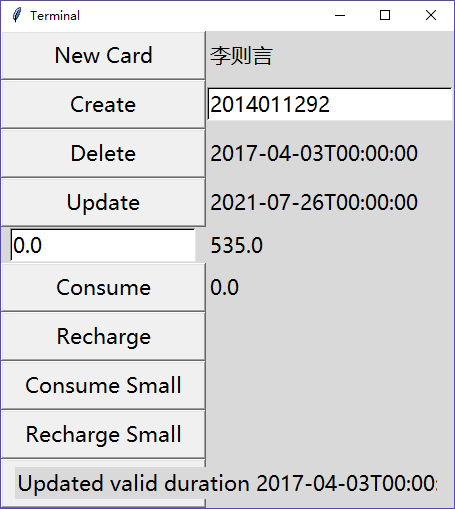 Terminal
New Card 李则言
Create 2014011292
Delete 2017-04-03T00:00:00
Update 2021-07-26T00:00:00
0.0 535.0
Consume 0.0
Recharge
Consume Small
Recharge Small
Updated valid duration 2017-04-03T00:00: